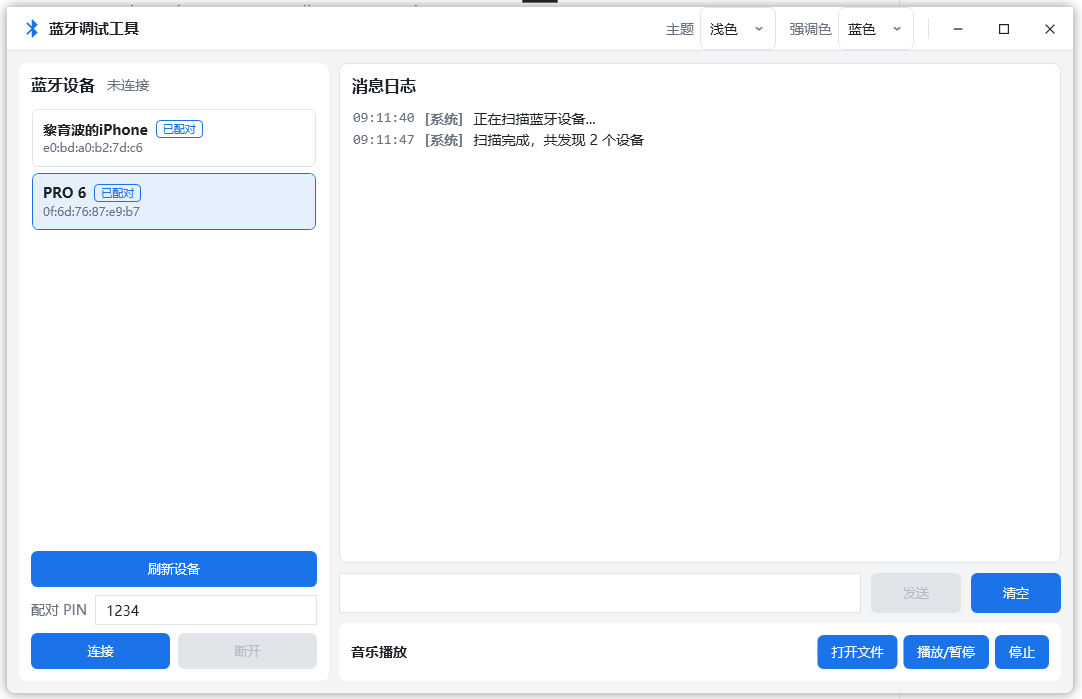 蓝牙调试工具 主题 浅色 强调色 蓝色
蓝牙设备 未连接
黎育波的iPhone 已配对
e0:bd:a0:b2:7d:c6
PRO 6 已配对
0f:6d:76:87:e9:b7
刷新设备
配对 PIN 1234
连接 断开
消息日志
09:11:40 [系统] 正在扫描蓝牙设备...
09:11:47 [系统] 扫描完成，共发现 2 个设备
发送 清空
音乐播放 打开文件 播放/暂停 停止